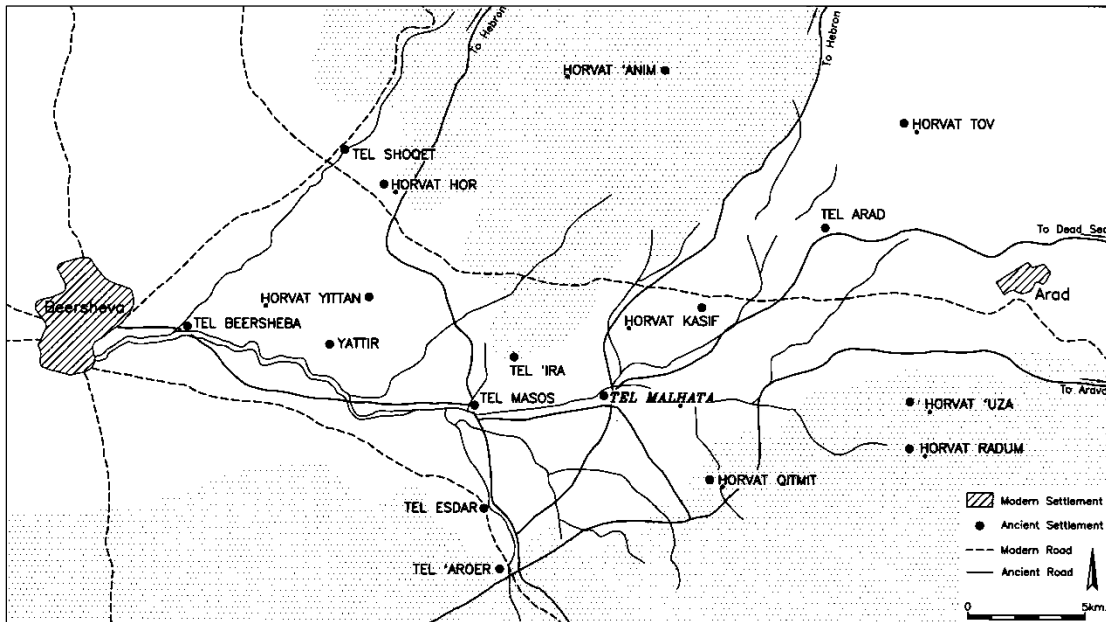 To Hebron
To Hebron
HORVAT 'ANIM
HORVAT TOV
TEL SHOQET
HORVAT HOR
TEL ARAD
To Dead Sea
Beersheva
HORVAT YITTAN
Arad
TEL BEERSHEBA
HORVAT KASIF
YATTIR
TEL 'IRA
TEL MASOS
TEL MALHATA
To Arava
HORVAT 'UZA
HORVAT RADUM
HORVAT QITMIT
TEL ESDAR
TEL 'AROER
Modern Settlement
Ancient Settlement
Modern Road
Ancient Road
0 5km.